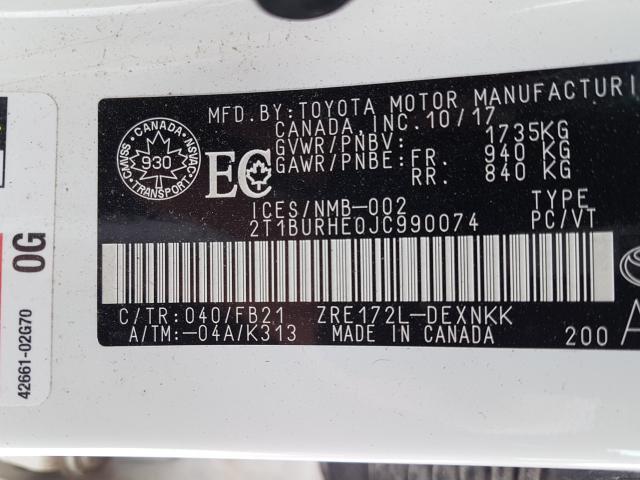 MFD.BY:TOYOTA MOTOR MANUFACTURI
CANADA,INC.10/17
GVWR/PNBV: 1735KG
GAWR/PNBE: FR. 940 KG
RR. 840 KG
CANADA
930
TRANSPORT
SWISS
NSVAC
EC
ICES/NMB-002 TYPE
2T1BURHE0JC990074 PC/VT
C/TR:040/FB21 ZRE172L-DEXNKK
A/TM:-04A/K313 MADE IN CANADA 200
0G
42661-02G70